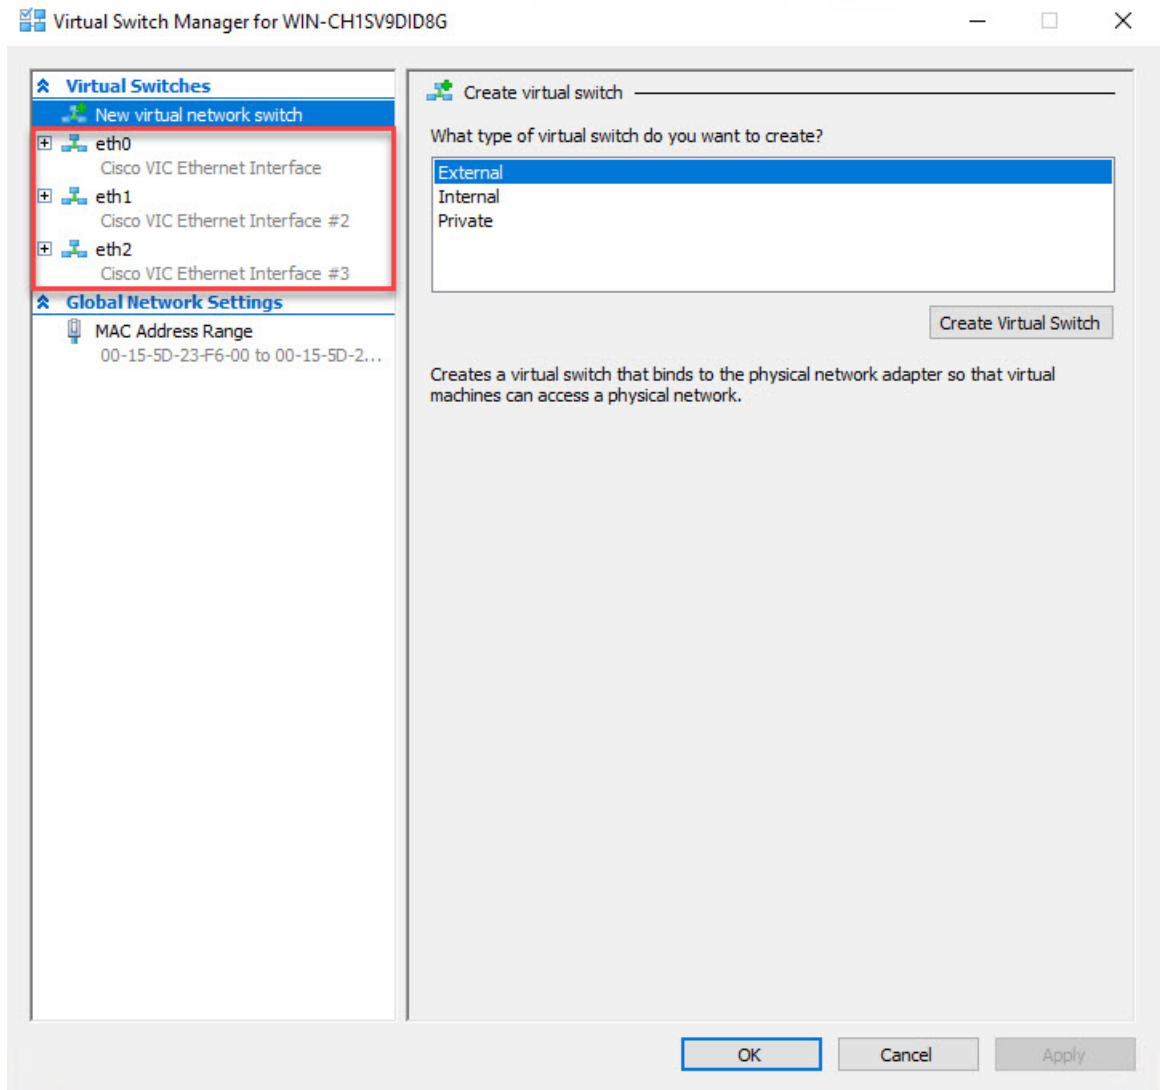 Virtual Switch Manager for WIN-CH1SV9DID8G
Virtual Switches
New virtual network switch
eth0
Cisco VIC Ethernet Interface
eth1
Cisco VIC Ethernet Interface #2
eth2
Cisco VIC Ethernet Interface #3
Global Network Settings
MAC Address Range
00-15-5D-23-F6-00 to 00-15-5D-2...
Create virtual switch
What type of virtual switch do you want to create?
External
Internal
Private
Create Virtual Switch
Creates a virtual switch that binds to the physical network adapter so that virtual
machines can access a physical network.
OK
Cancel
Apply